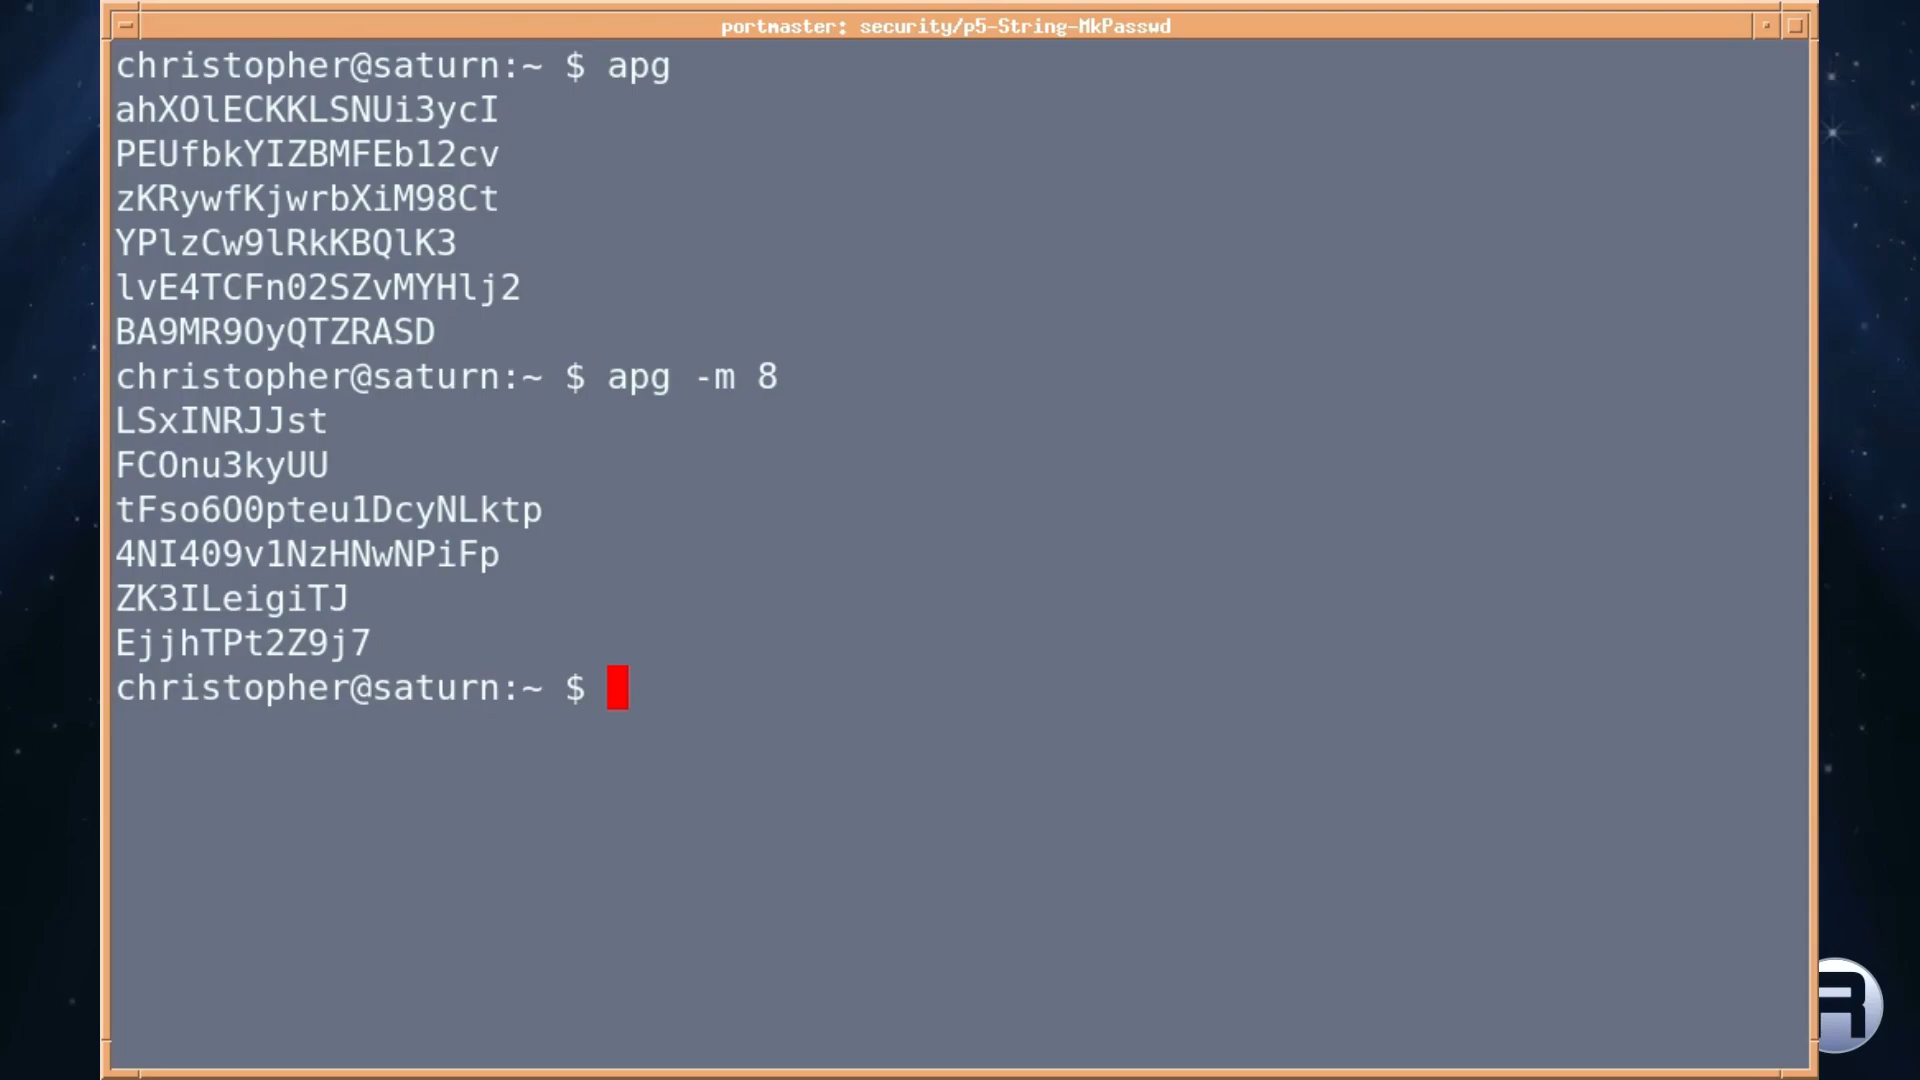 portmaster: security/p5-String-MkPasswd
christopher@saturn:~ $ apg
ahXOlECKKLSNUi3ycI
PEUfbkYIZBMFEb12cv
zKRywfKjwrbXiM98Ct
YPlzCw9lRkKBQlK3
lvE4TCFn02SZvMYHlj2
BA9MR9OyQTZRASD
christopher@saturn:~ $ apg -m 8
LSxINRJJst
FCOnu3kyUU
tFso6O0pteu1DcyNLktp
4NI409v1NzHNwNPiFp
ZK3ILeigiTJ
EjjhTPt2Z9j7
christopher@saturn:~ $